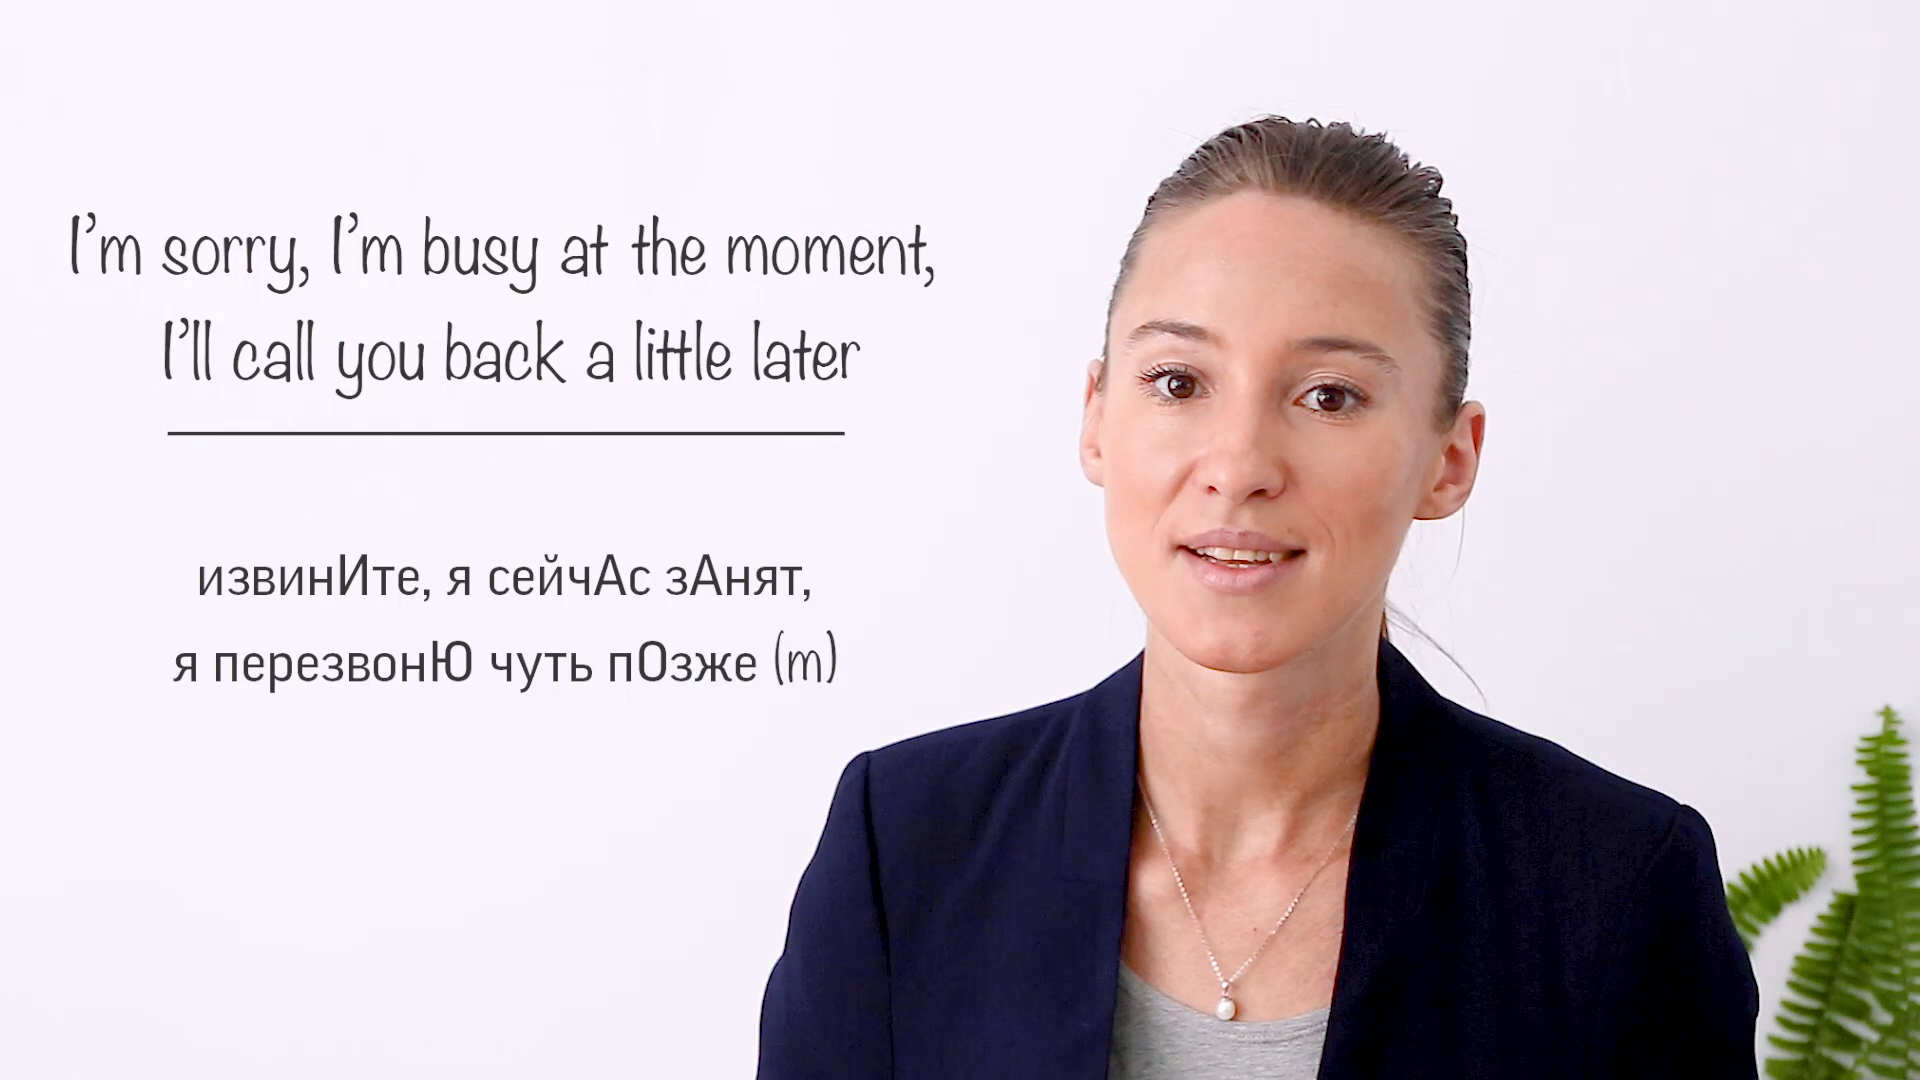 I'm sorry, I'm busy at the moment,
I'll call you back a little later
извинИте, я сейчАс зАнят,
я перезвонЮ чуть пОзже (m)